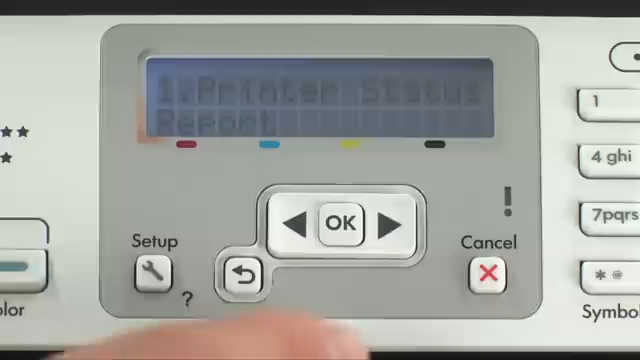 1.Printer Status
Report
OK
!
Setup
Cancel
?
1
4 ghi
7pqrs
* @
Symbol
olor